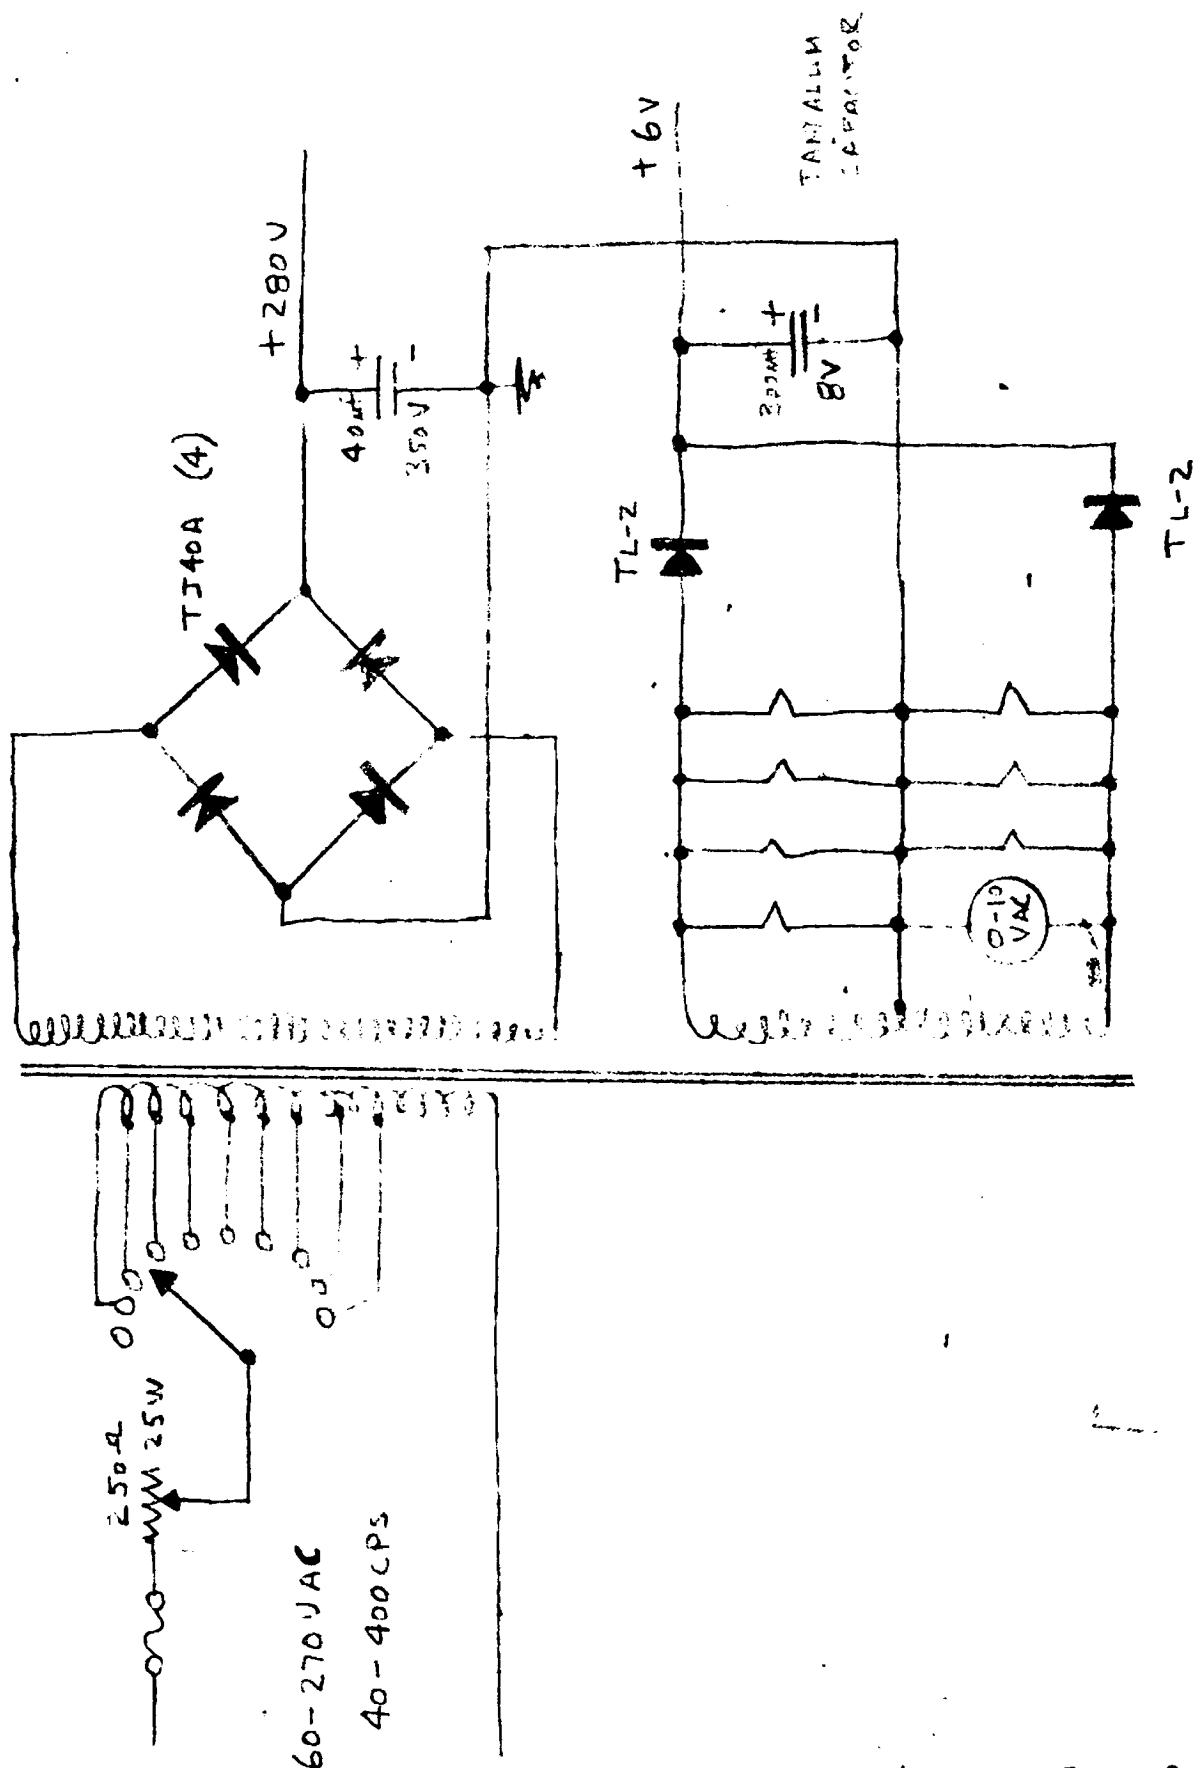 +280V
40μf
350V
TJ40A (4)
+6V
TANTALUM
CAPACITOR
8V
TL-2
TL-2
0-10
VAC
250Ω
25W
60-270VAC
40-400CPS